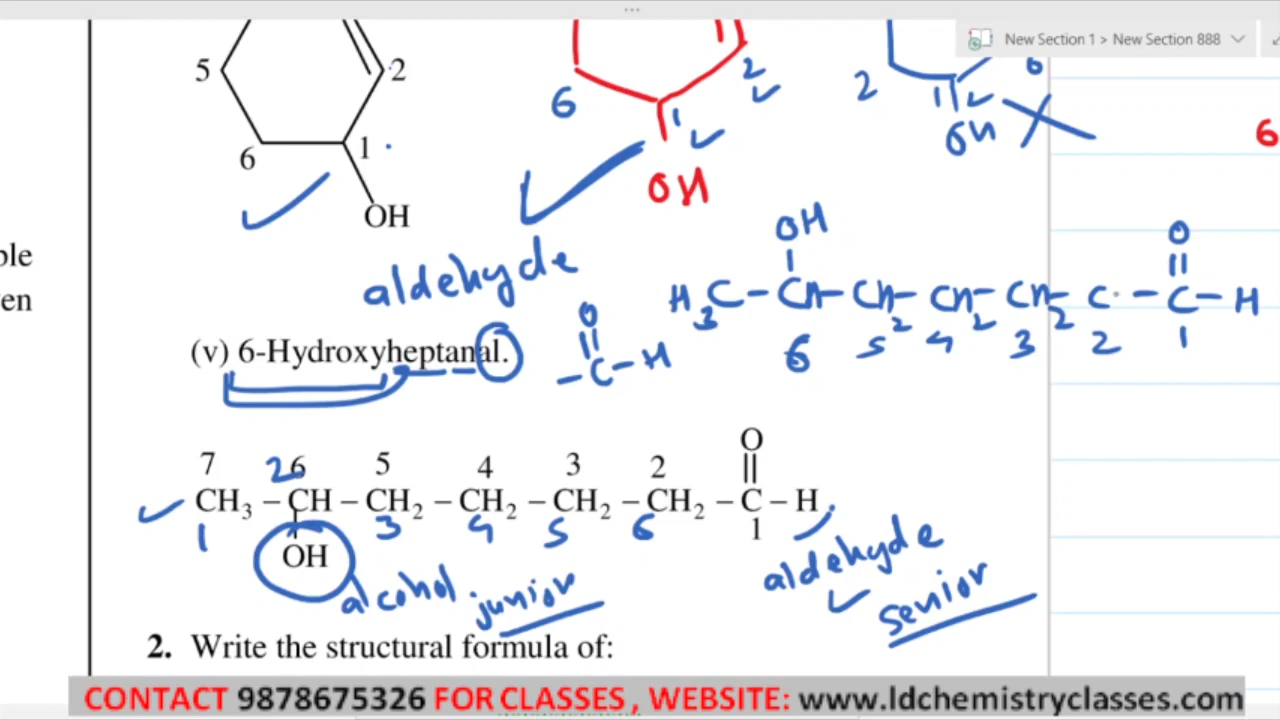 ...
New Section 1 > New Section 888
5
2
6
1
OH
6
2
1
OH
2
1
6
OH
6
ple
en
aldehyde
OH
O
H3C-CH-CH2-CH2-CH2-C-C-H
6 5 4 3 2 1
(v) 6-Hydroxyheptanal.
O
-C-H
O
7 26 5 4 3 2
CH3 – CH – CH2 – CH2 – CH2 – CH2 – C – H
1 3 4 5 6 1
OH
alcohol junior
aldehyde
senior
2. Write the structural formula of:
CONTACT 9878675326 FOR CLASSES , WEBSITE: www.ldchemistryclasses.com